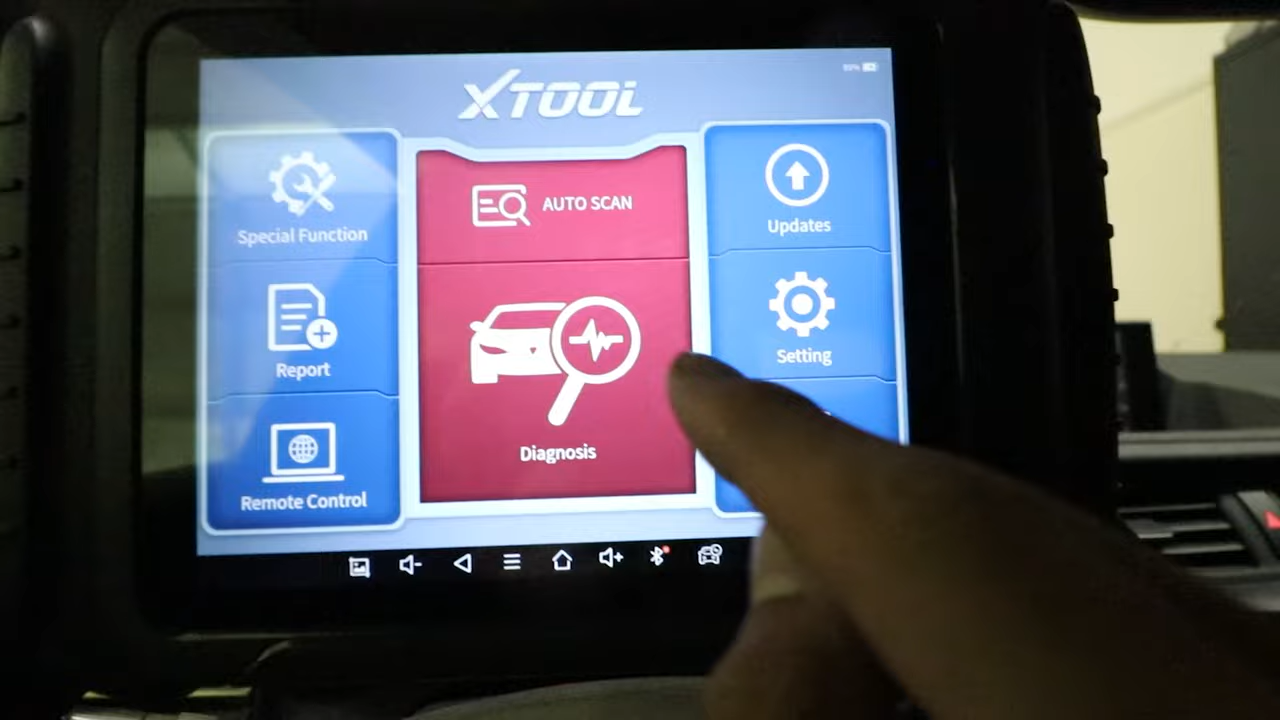 XTOOL
AUTO SCAN
Special Function
Updates
Report
Setting
Diagnosis
Remote Control